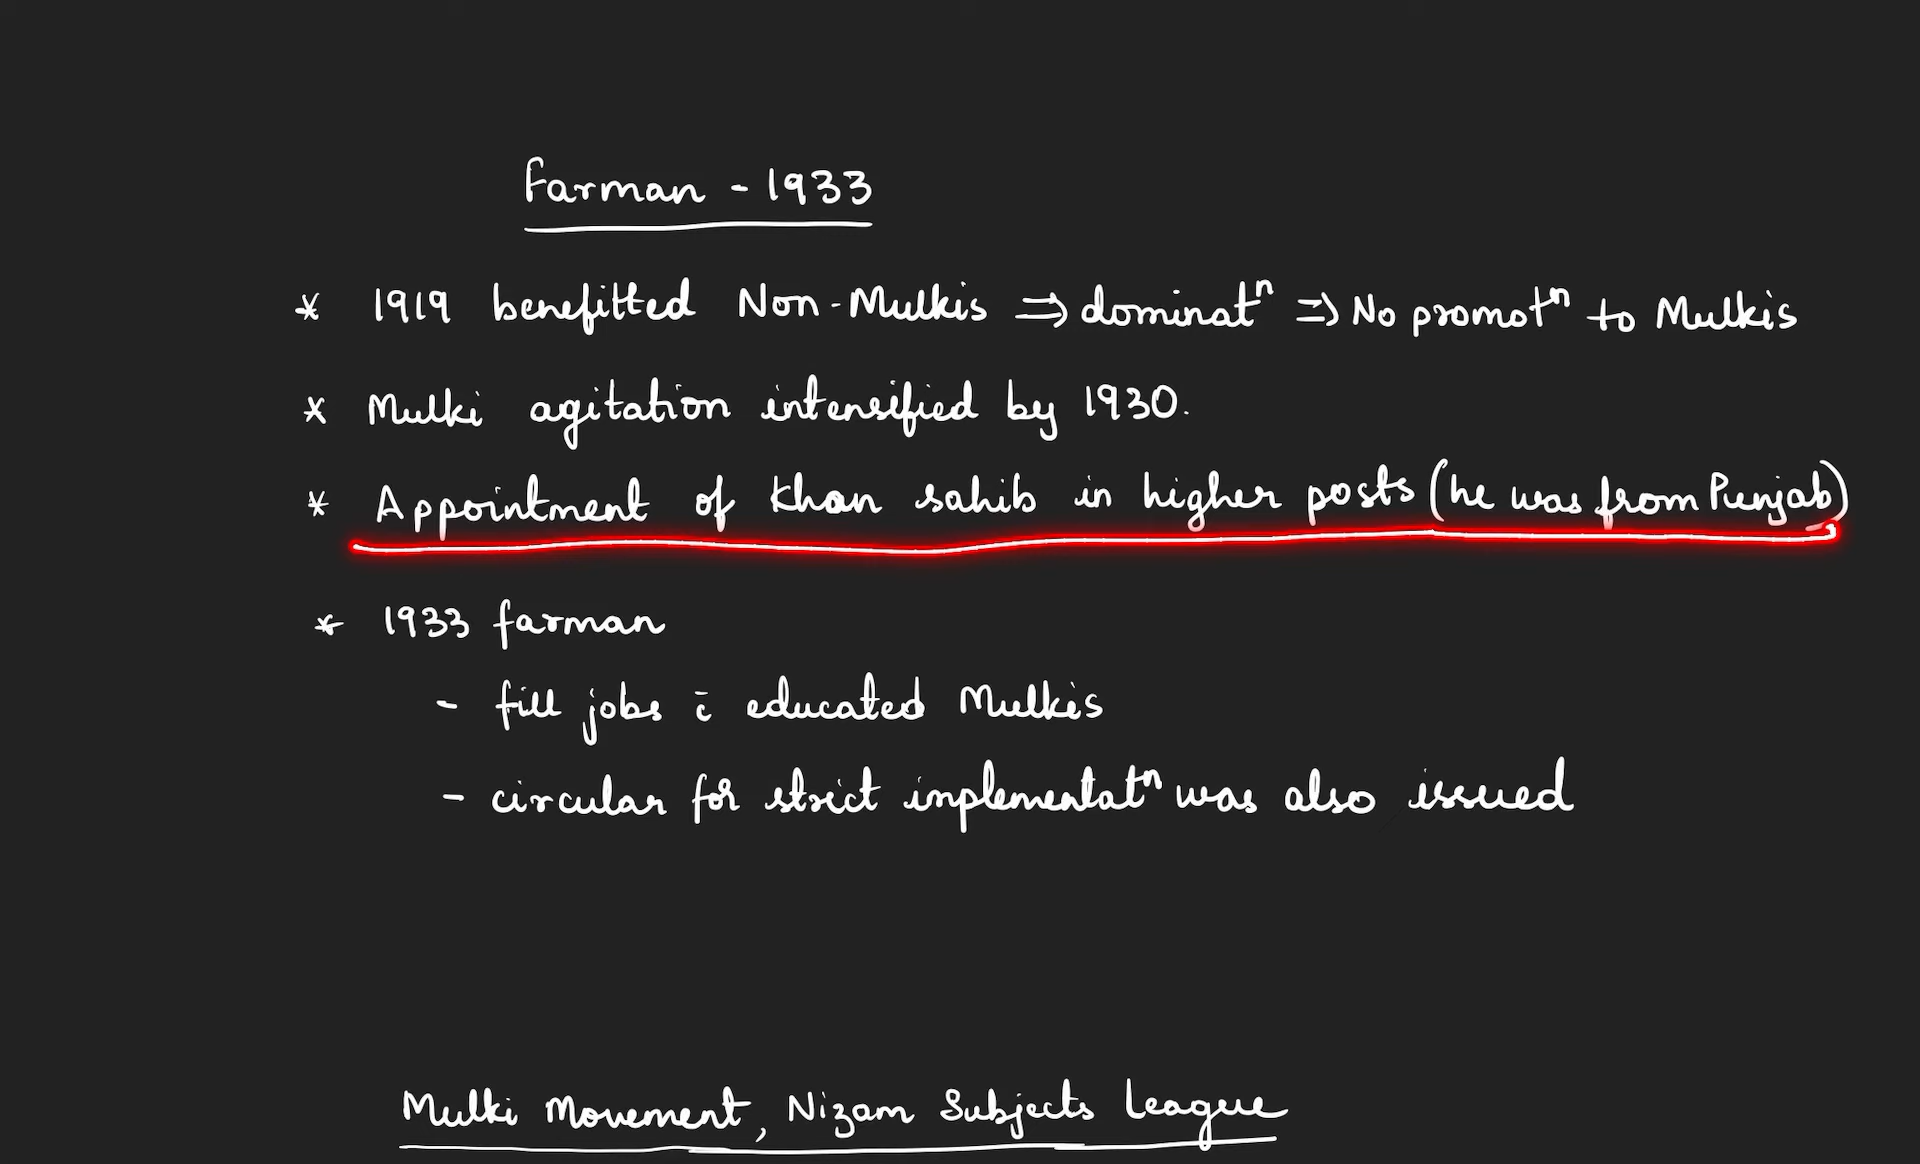 Farman - 1933
* 1919 benefitted Non-Mulkis ⇒ dominatⁿ ⇒ No promotⁿ to Mulkis
* Mulki agitation intensified by 1930.
* Appointment of Khan sahib in higher posts (he was from Punjab)
* 1933 farman
- fill jobs c̄ educated Mulkis
- circular for strict implementatⁿ was also issued
Mulki Movement, Nizam Subjects League